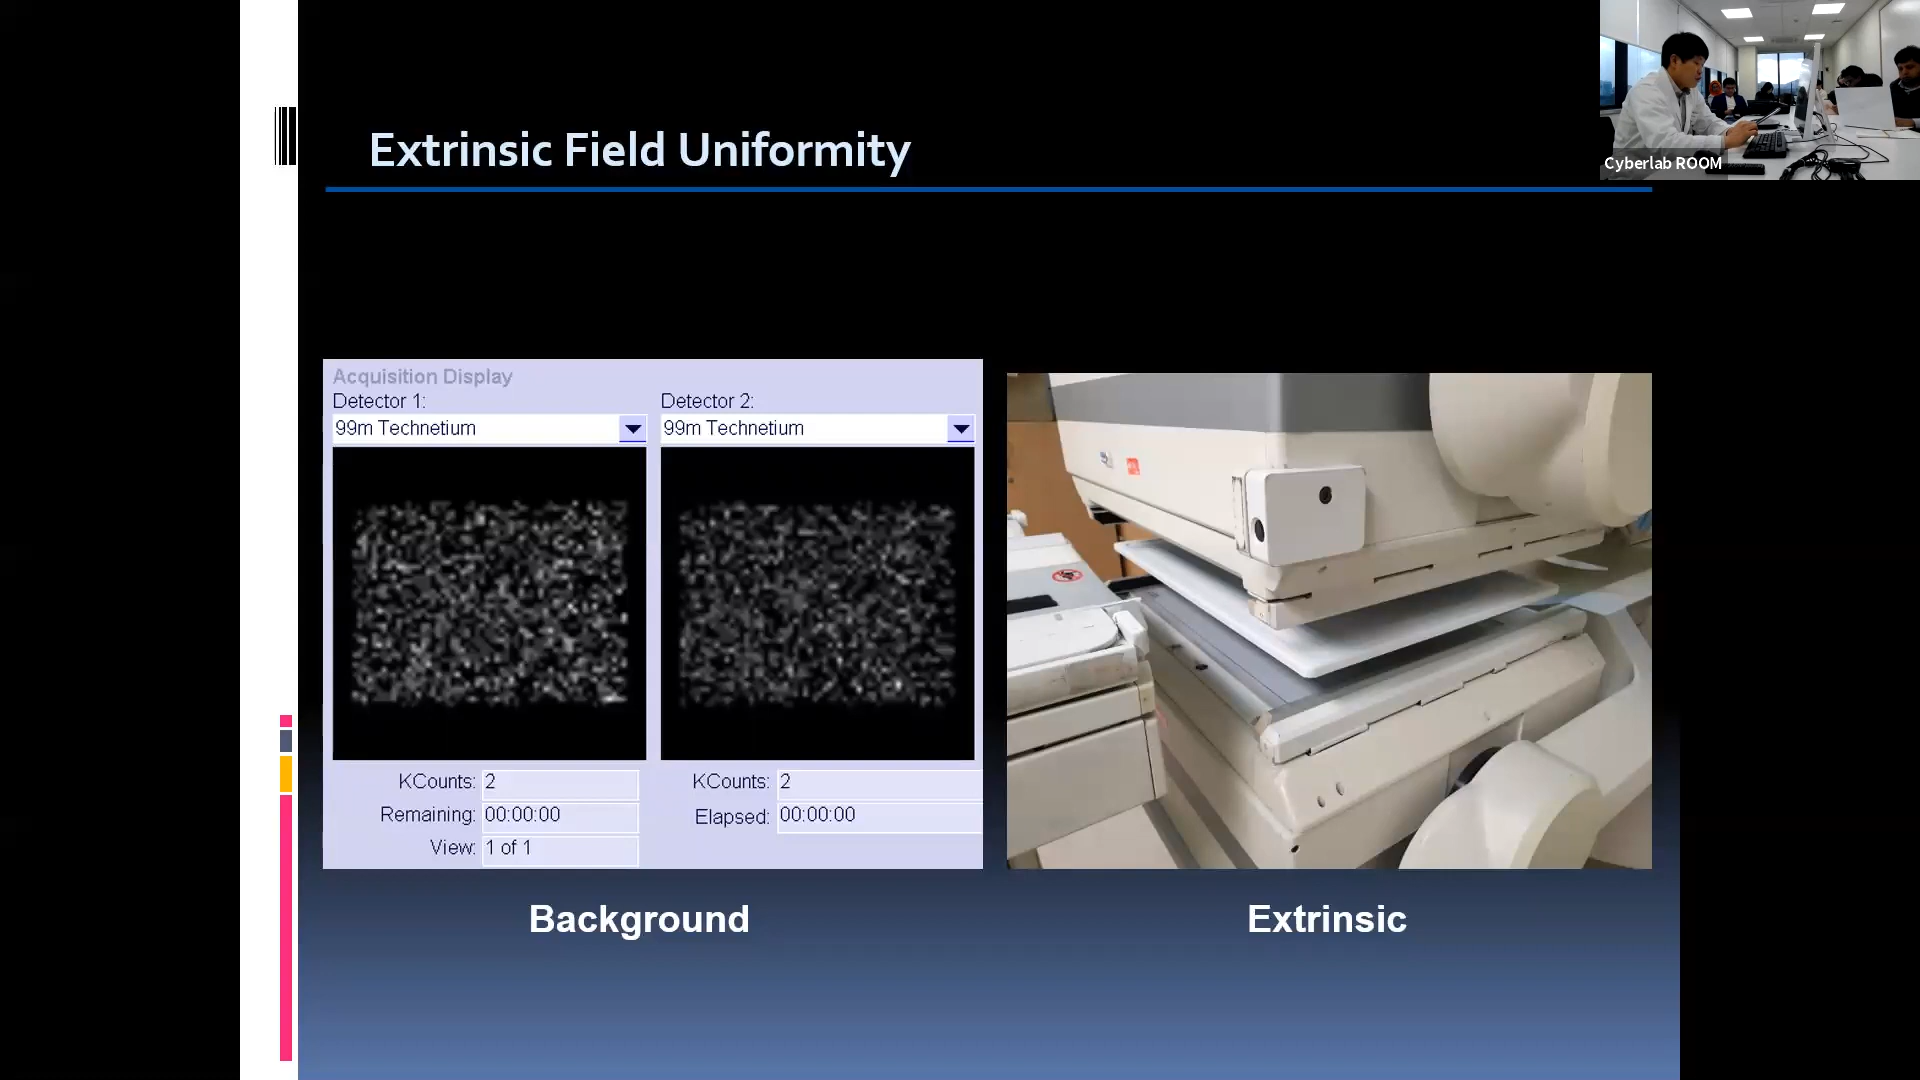 Extrinsic Field Uniformity
Cyberlab ROOM
Acquisition Display
Detector 1:
Detector 2:
99m Technetium
99m Technetium
KCounts: 2
KCounts: 2
Remaining: 00:00:00
Elapsed: 00:00:00
View: 1 of 1
Background
Extrinsic